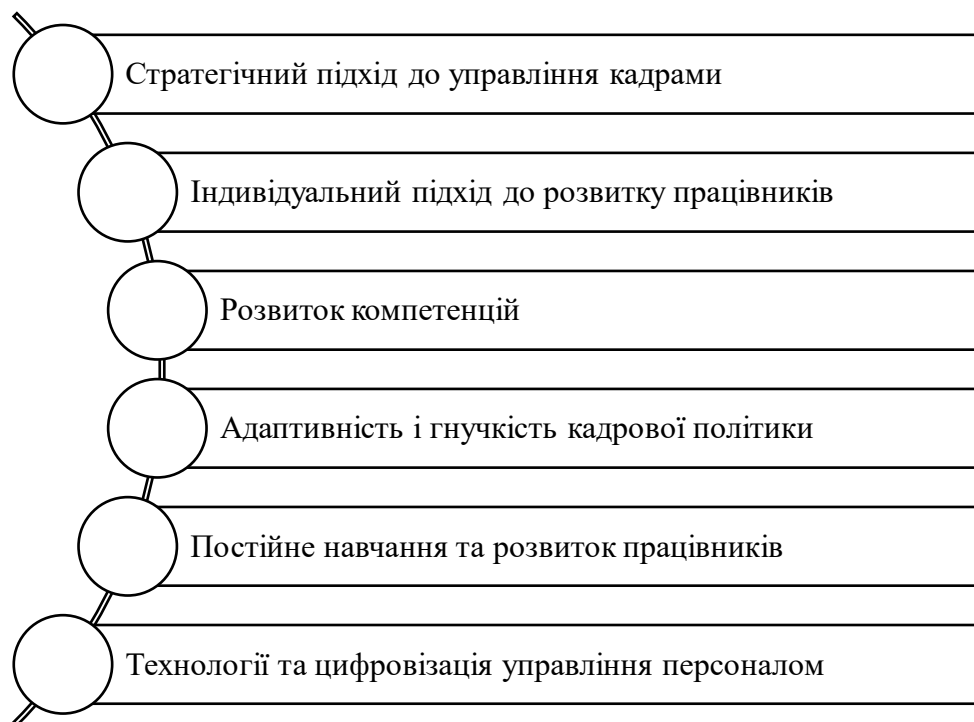 Стратегічний підхід до управління кадрами
Індивідуальний підхід до розвитку працівників
Розвиток компетенцій
Адаптивність і гнучкість кадрової політики
Постійне навчання та розвиток працівників
Технології та цифровізація управління персоналом